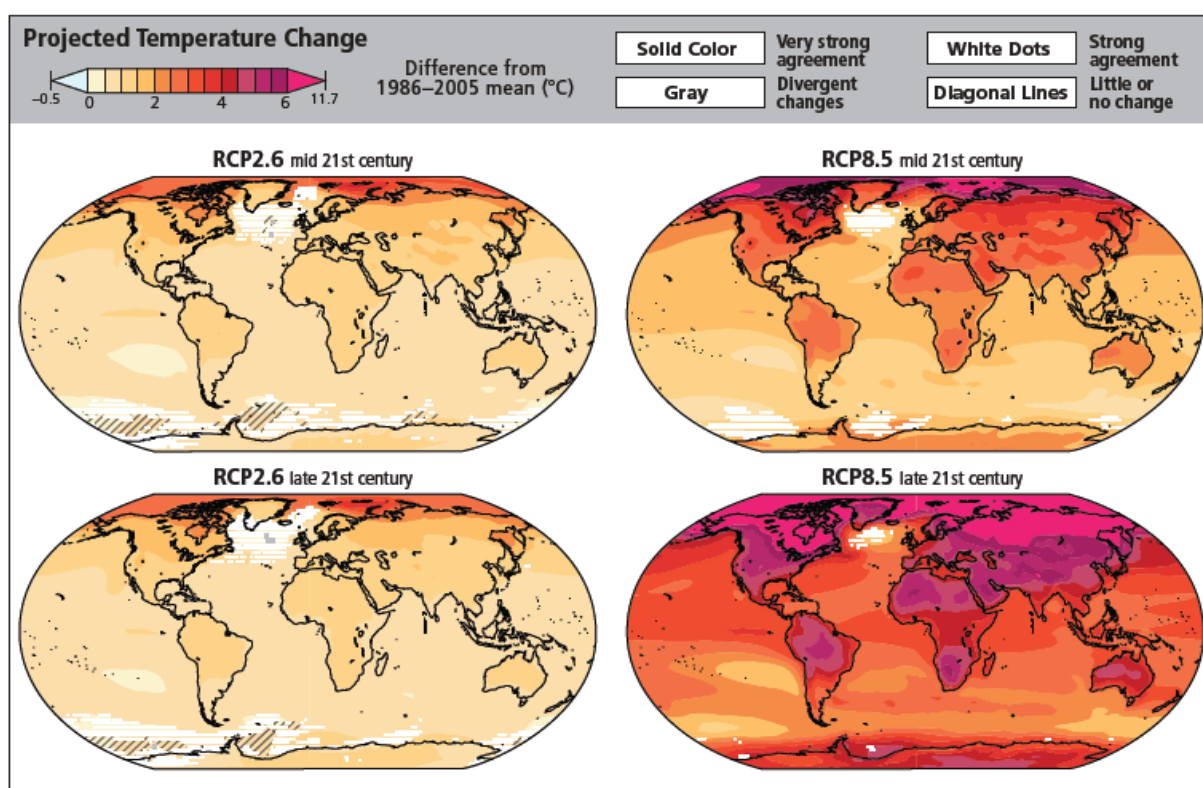 Projected Temperature Change
−0.5 0 2 4 6 11.7
Difference from
1986–2005 mean (°C)
Solid Color
Very strong
agreement
White Dots
Strong
agreement
Gray
Divergent
changes
Diagonal Lines
Little or
no change
RCP2.6 mid 21st century
RCP8.5 mid 21st century
RCP2.6 late 21st century
RCP8.5 late 21st century